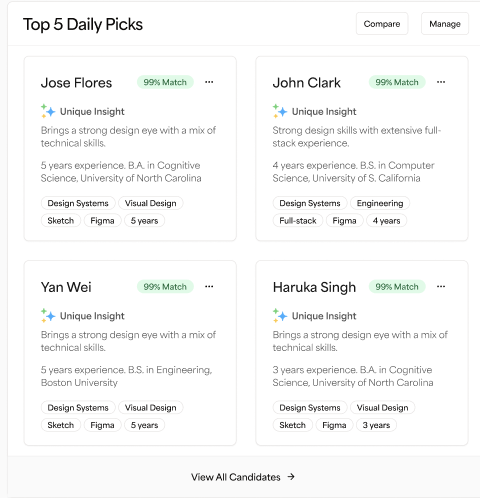 Top 5 Daily Picks
Compare
Manage
Jose Flores
99% Match
Unique Insight
Brings a strong design eye with a mix of
technical skills.
5 years experience. B.A. in Cognitive
Science, University of North Carolina
Design Systems
Visual Design
Sketch
Figma
5 years
John Clark
99% Match
Unique Insight
Strong design skills with extensive full-
stack experience.
4 years experience. B.S. in Computer
Science, University of S. California
Design Systems
Engineering
Full-stack
Figma
4 years
Yan Wei
99% Match
Unique Insight
Brings a strong design eye with a mix of
technical skills.
5 years experience. B.S. in Engineering,
Boston University
Design Systems
Visual Design
Sketch
Figma
5 years
Haruka Singh
99% Match
Unique Insight
Brings a strong design eye with a mix of
technical skills.
3 years experience. B.A. in Cognitive
Science, University of North Carolina
Design Systems
Visual Design
Sketch
Figma
3 years
View All Candidates →